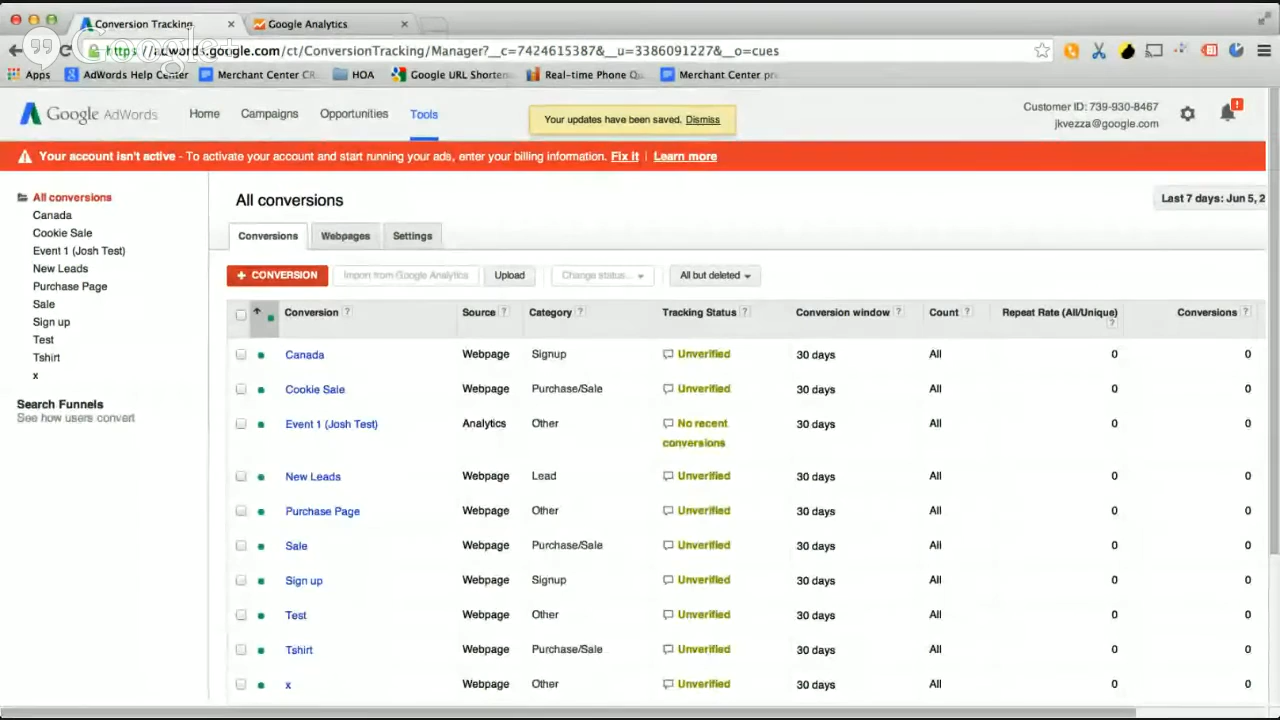 Conversion Tracking
Google Analytics
Google+
https://adwords.google.com/ct/ConversionTracking/Manager?__c=7424615387&__u=3386091227&__o=cues
Apps
AdWords Help Center
Merchant Center CR
HOA
Google URL Shorten
Real-time Phone Qu
Merchant Center pr
Google AdWords
Home
Campaigns
Opportunities
Tools
Your updates have been saved. Dismiss
Customer ID: 739-930-8467
jkvezza@google.com
Your account isn't active - To activate your account and start running your ads, enter your billing information. Fix it | Learn more
All conversions
Canada
Cookie Sale
Event 1 (Josh Test)
New Leads
Purchase Page
Sale
Sign up
Test
Tshirt
x
Search Funnels
See how users convert
All conversions
Last 7 days: Jun 5, 2
Conversions
Webpages
Settings
+ CONVERSION
Import from Google Analytics
Upload
Change status...
All but deleted
Conversion ? Source ? Category ? Tracking Status ? Conversion window ? Count ? Repeat Rate (All/Unique) ? Conversions ?
Canada Webpage Signup Unverified 30 days All 0 0
Cookie Sale Webpage Purchase/Sale Unverified 30 days All 0 0
Event 1 (Josh Test) Analytics Other No recent conversions 30 days All 0 0
New Leads Webpage Lead Unverified 30 days All 0 0
Purchase Page Webpage Other Unverified 30 days All 0 0
Sale Webpage Purchase/Sale Unverified 30 days All 0 0
Sign up Webpage Signup Unverified 30 days All 0 0
Test Webpage Other Unverified 30 days All 0 0
Tshirt Webpage Purchase/Sale Unverified 30 days All 0 0
x Webpage Other Unverified 30 days All 0 0